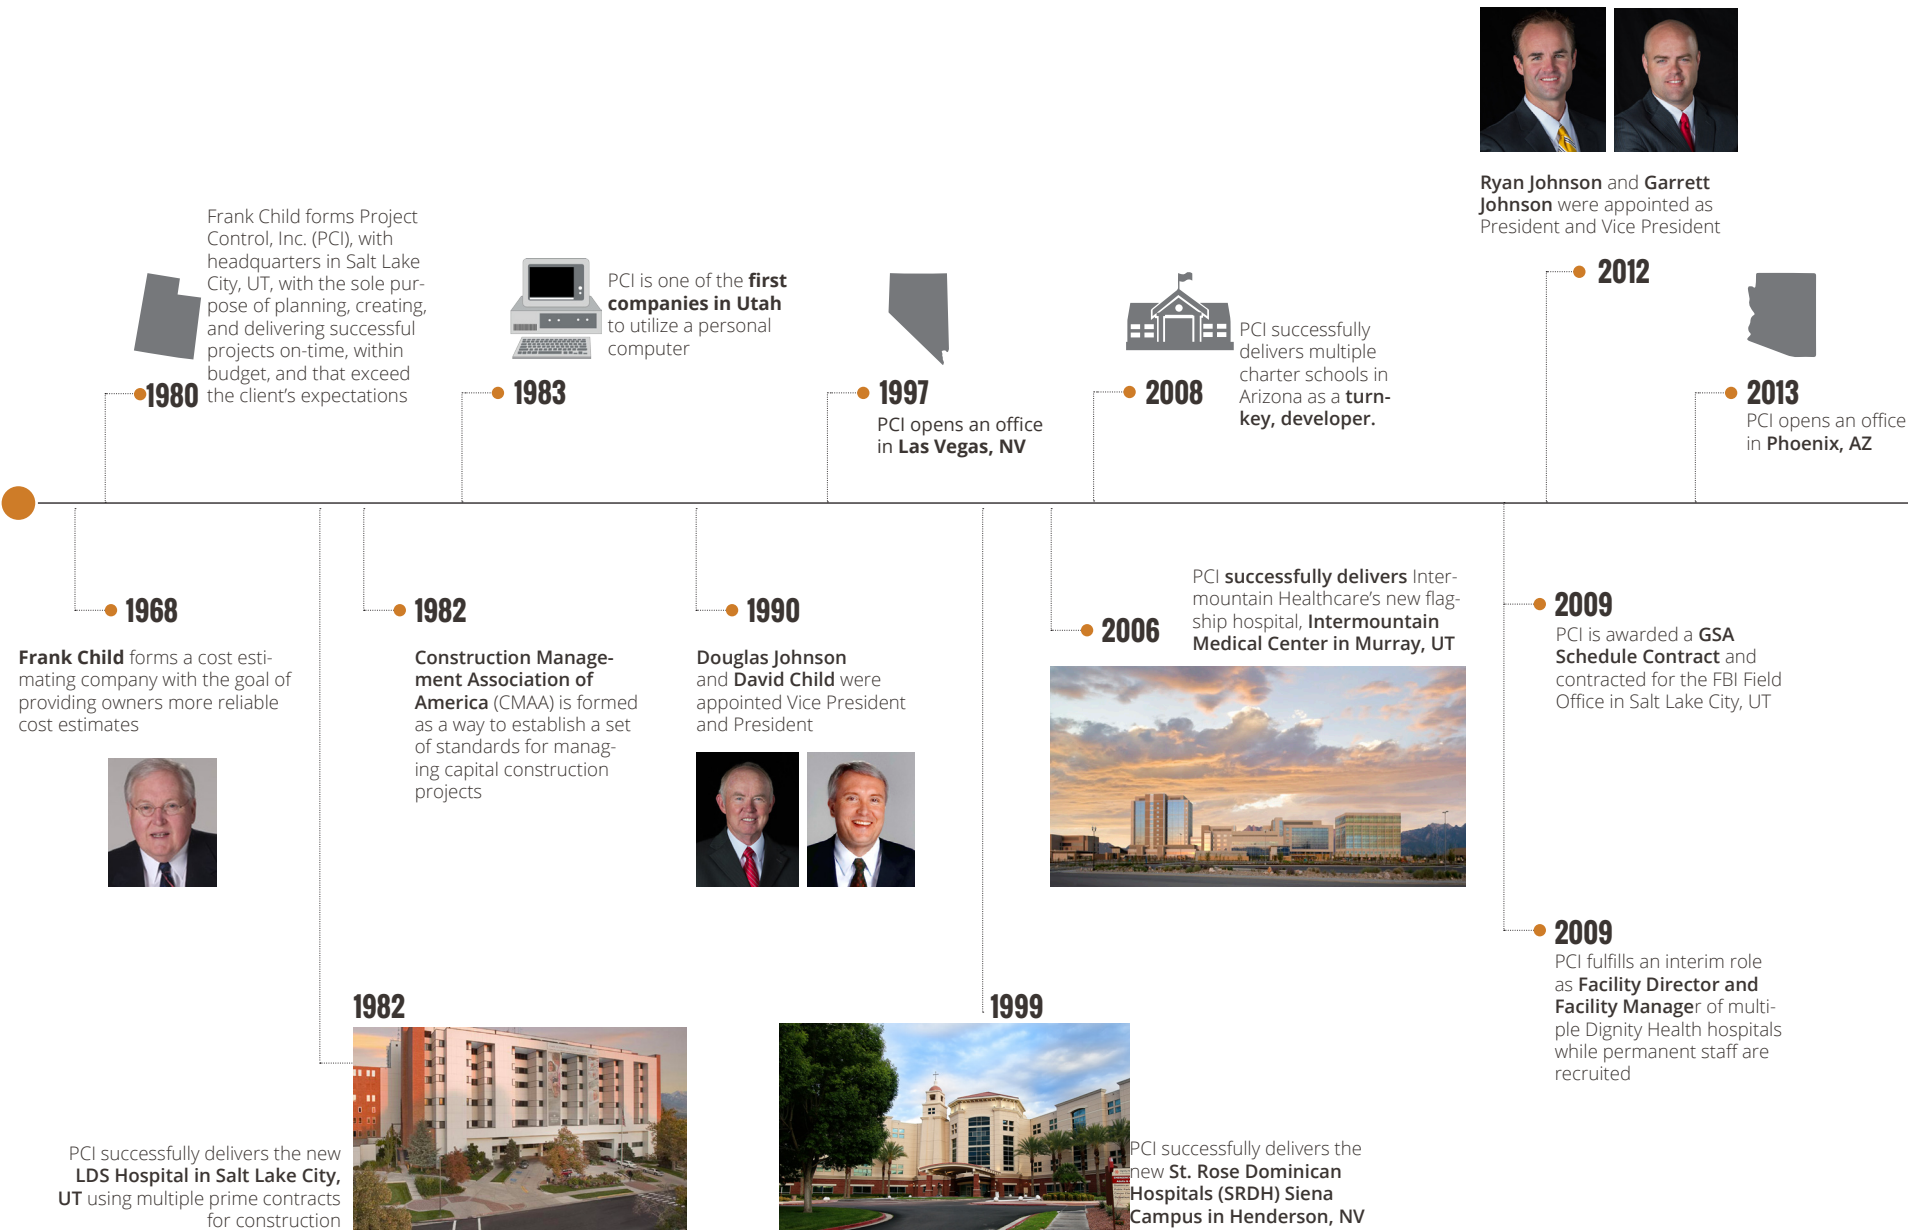 Ryan Johnson and Garrett
Johnson were appointed as
President and Vice President
2012
Frank Child forms Project
Control, Inc. (PCI), with
headquarters in Salt Lake
City, UT, with the sole pur-
pose of planning, creating,
and delivering successful
projects on-time, within
budget, and that exceed
the client's expectations
1980
PCI is one of the first
companies in Utah
to utilize a personal
computer
1983
1997
PCI opens an office
in Las Vegas, NV
2008
PCI successfully
delivers multiple
charter schools in
Arizona as a turn-
key, developer.
2013
PCI opens an office
in Phoenix, AZ
1968
Frank Child forms a cost esti-
mating company with the goal of
providing owners more reliable
cost estimates
1982
Construction Manage-
ment Association of
America (CMAA) is formed
as a way to establish a set
of standards for manag-
ing capital construction
projects
1990
Douglas Johnson
and David Child were
appointed Vice President
and President
2006
PCI successfully delivers Inter-
mountain Healthcare's new flag-
ship hospital, Intermountain
Medical Center in Murray, UT
2009
PCI is awarded a GSA
Schedule Contract and
contracted for the FBI Field
Office in Salt Lake City, UT
2009
PCI fulfills an interim role
as Facility Director and
Facility Manager of multi-
ple Dignity Health hospitals
while permanent staff are
recruited
1982
PCI successfully delivers the new
LDS Hospital in Salt Lake City,
UT using multiple prime contracts
for construction
1999
PCI successfully delivers the
new St. Rose Dominican
Hospitals (SRDH) Siena
Campus in Henderson, NV